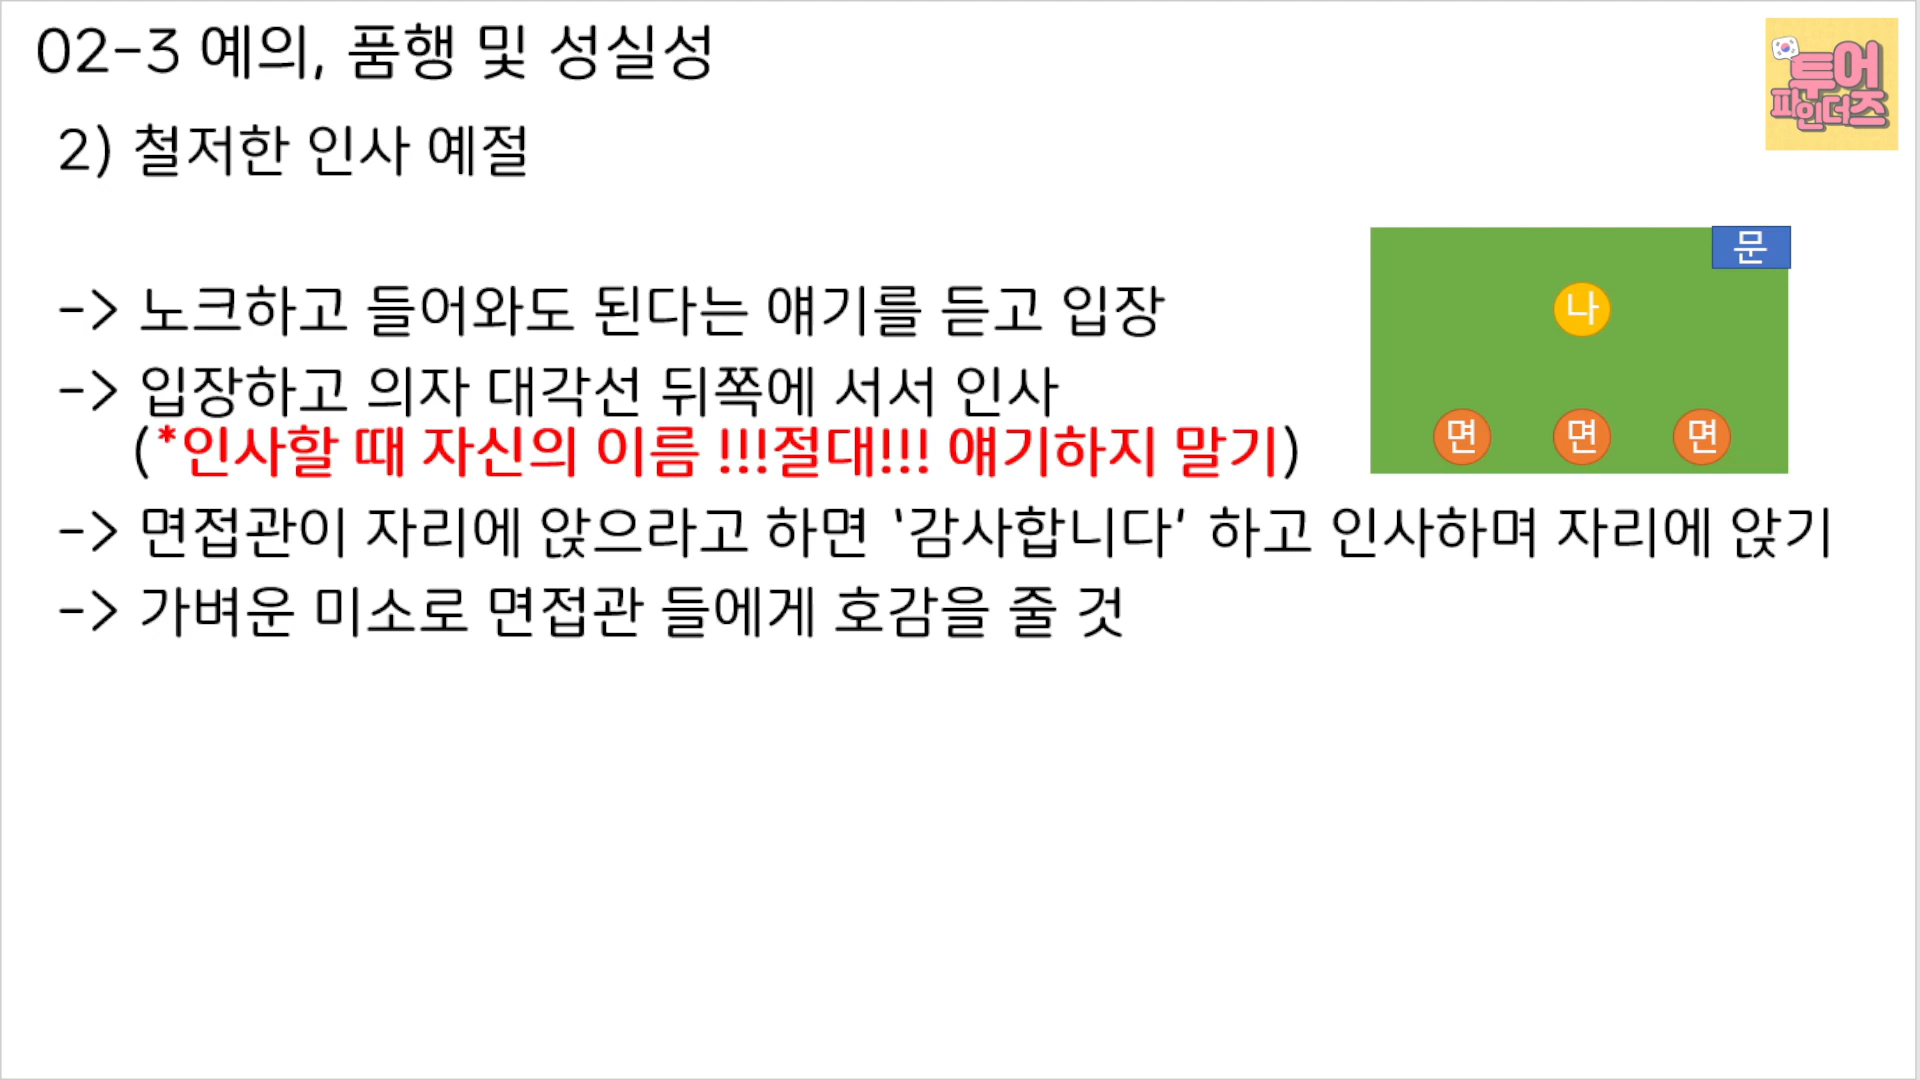 02-3 예의, 품행 및 성실성
투어
파인더즈
2) 철저한 인사 예절
문
나
-> 노크하고 들어와도 된다는 얘기를 듣고 입장
-> 입장하고 의자 대각선 뒤쪽에 서서 인사
(*인사할 때 자신의 이름 !!!절대!!! 얘기하지 말기)
면 면 면
-> 면접관이 자리에 앉으라고 하면 ‘감사합니다’ 하고 인사하며 자리에 앉기
-> 가벼운 미소로 면접관 들에게 호감을 줄 것